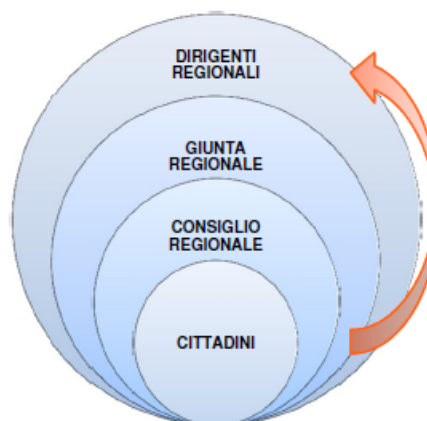 DIRIGENTI
REGIONALI
GIUNTA
REGIONALE
CONSIGLIO
REGIONALE
CITTADINI